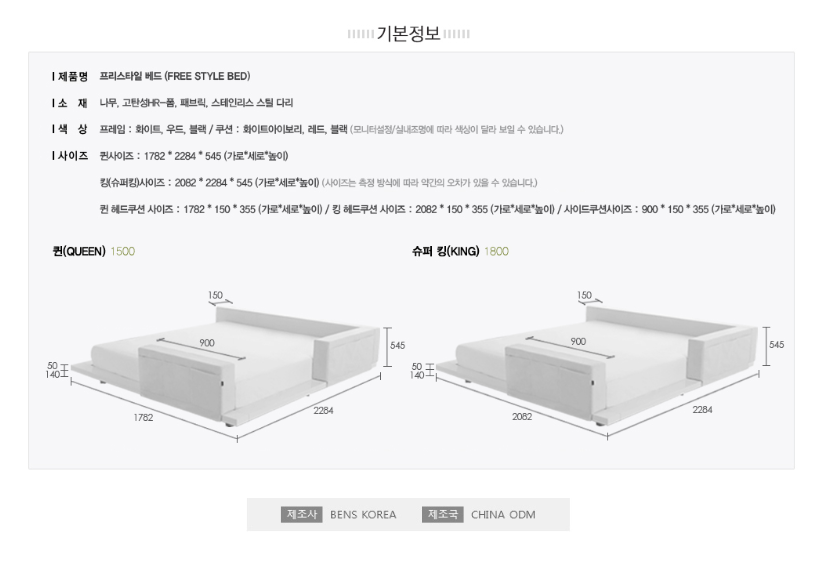 기본정보
제품명 프리스타일 베드 (FREE STYLE BED)
소 재 나무, 고탄성HR-폼, 패브릭, 스테인리스 스틸 다리
색 상 프레임 : 화이트, 우드, 블랙 / 쿠션 : 화이트아이보리, 레드, 블랙 (모니터설정/실내조명에 따라 색상이 달라 보일 수 있습니다.)
사이즈 퀸사이즈 : 1782 * 2284 * 545 (가로*세로*높이)
킹(슈퍼킹)사이즈 : 2082 * 2284 * 545 (가로*세로*높이) (사이즈는 측정 방식에 따라 약간의 오차가 있을 수 있습니다.)
퀸 헤드쿠션 사이즈 : 1782 * 150 * 355 (가로*세로*높이) / 킹 헤드쿠션 사이즈 : 2082 * 150 * 355 (가로*세로*높이) / 사이드쿠션사이즈 : 900 * 150 * 355 (가로*세로*높이)
퀸(QUEEN) 1500
슈퍼 킹(KING) 1800
150
900
545
50
140
1782
2284
150
900
545
50
140
2082
2284
제조사 BENS KOREA 제조국 CHINA ODM